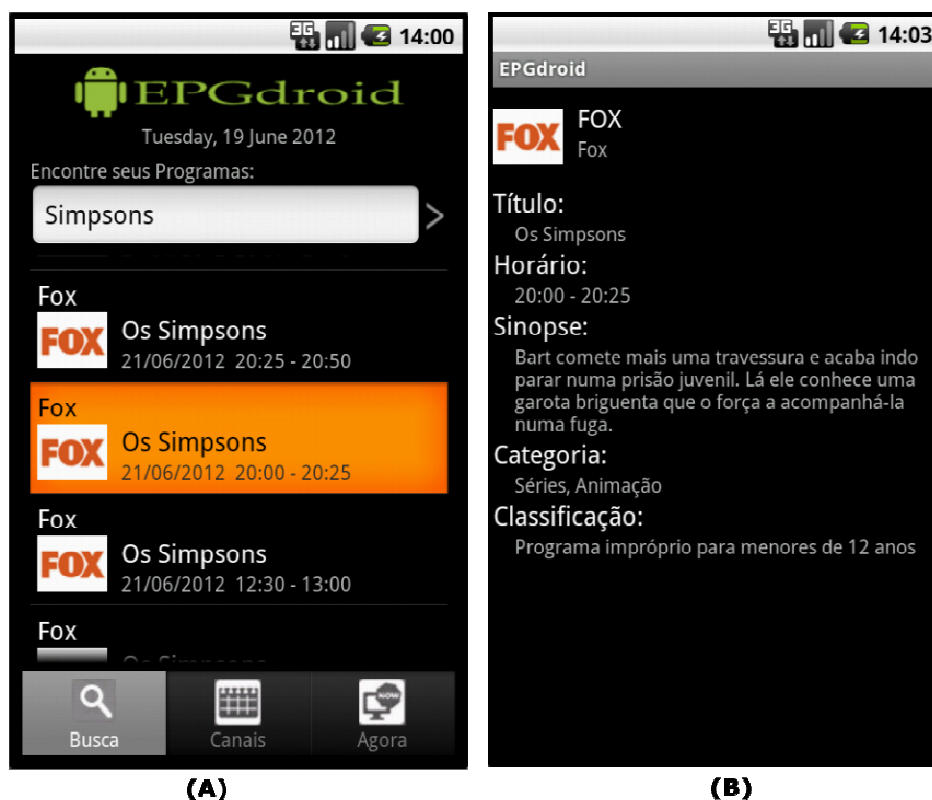 3G 14:00
EPGdroid
Tuesday, 19 June 2012
Encontre seus Programas:
Simpsons
Fox
FOX
Os Simpsons
21/06/2012 20:25 - 20:50
Fox
FOX
Os Simpsons
21/06/2012 20:00 - 20:25
Fox
FOX
Os Simpsons
21/06/2012 12:30 - 13:00
Fox
Os Simpsons
NOW
Busca Canais Agora
(A)
3G 14:03
EPGdroid
FOX
FOX
Fox
Título:
Os Simpsons
Horário:
20:00 - 20:25
Sinopse:
Bart comete mais uma travessura e acaba indo
parar numa prisão juvenil. Lá ele conhece uma
garota briguenta que o força a acompanhá-la
numa fuga.
Categoria:
Séries, Animação
Classificação:
Programa impróprio para menores de 12 anos
(B)